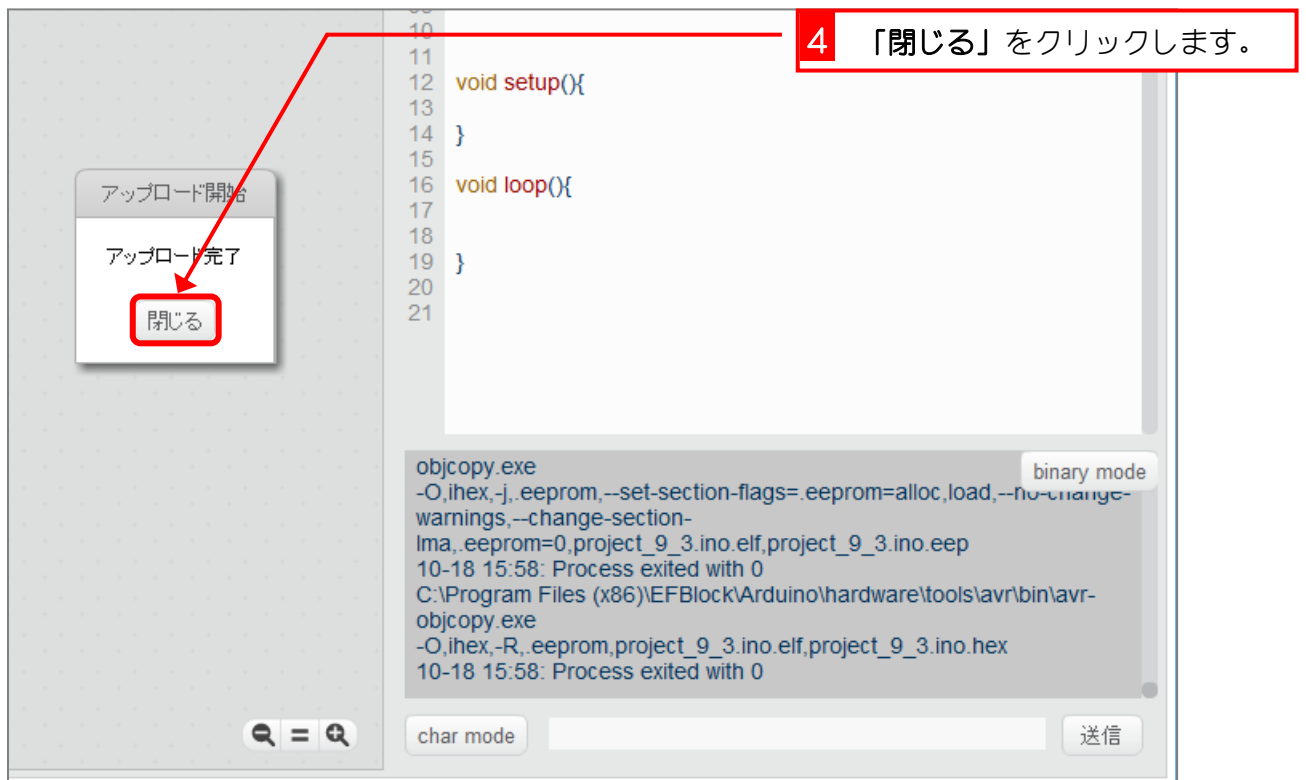 4 「閉じる」をクリックします。
10
11
12 void setup(){
13
14 }
15
16 void loop(){
17
18
19 }
20
21
アップロード開始
アップロード完了
閉じる
binary mode
objcopy.exe
-O,ihex,-j,.eeprom,--set-section-flags=.eeprom=alloc,load,--no-change-
warnings,--change-section-
lma,.eeprom=0,project_9_3.ino.elf,project_9_3.ino.eep
10-18 15:58: Process exited with 0
C:\Program Files (x86)\EFBlock\Arduino\hardware\tools\avr\bin\avr-
objcopy.exe
-O,ihex,-R,.eeprom,project_9_3.ino.elf,project_9_3.ino.hex
10-18 15:58: Process exited with 0
char mode
送信